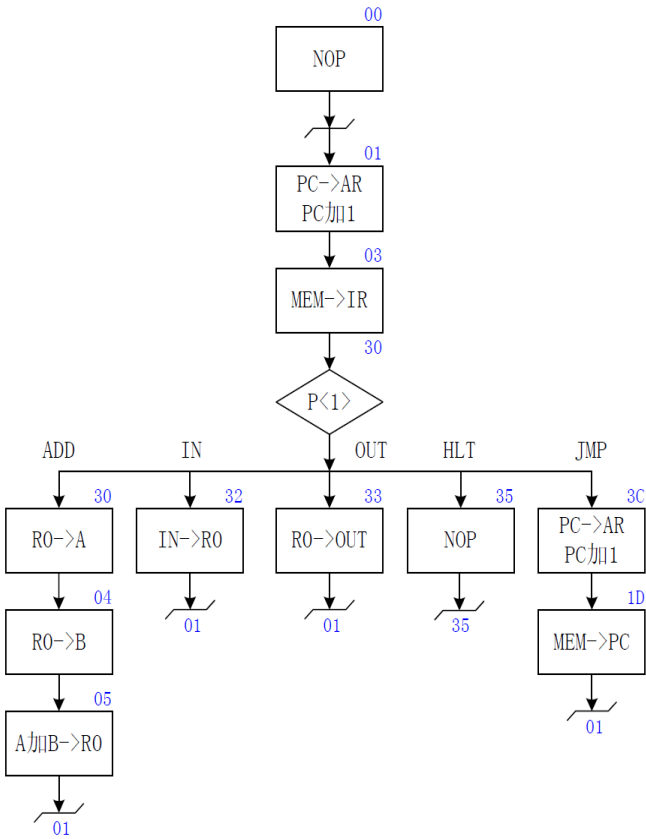 00
NOP
01
PC->AR
PC加1
03
MEM->IR
30
P<1>
ADD
IN
OUT
HLT
JMP
30
32
33
35
3C
R0->A
IN->R0
R0->OUT
NOP
PC->AR
PC加1
04
01
01
35
1D
R0->B
MEM->PC
05
01
A加B->R0
01